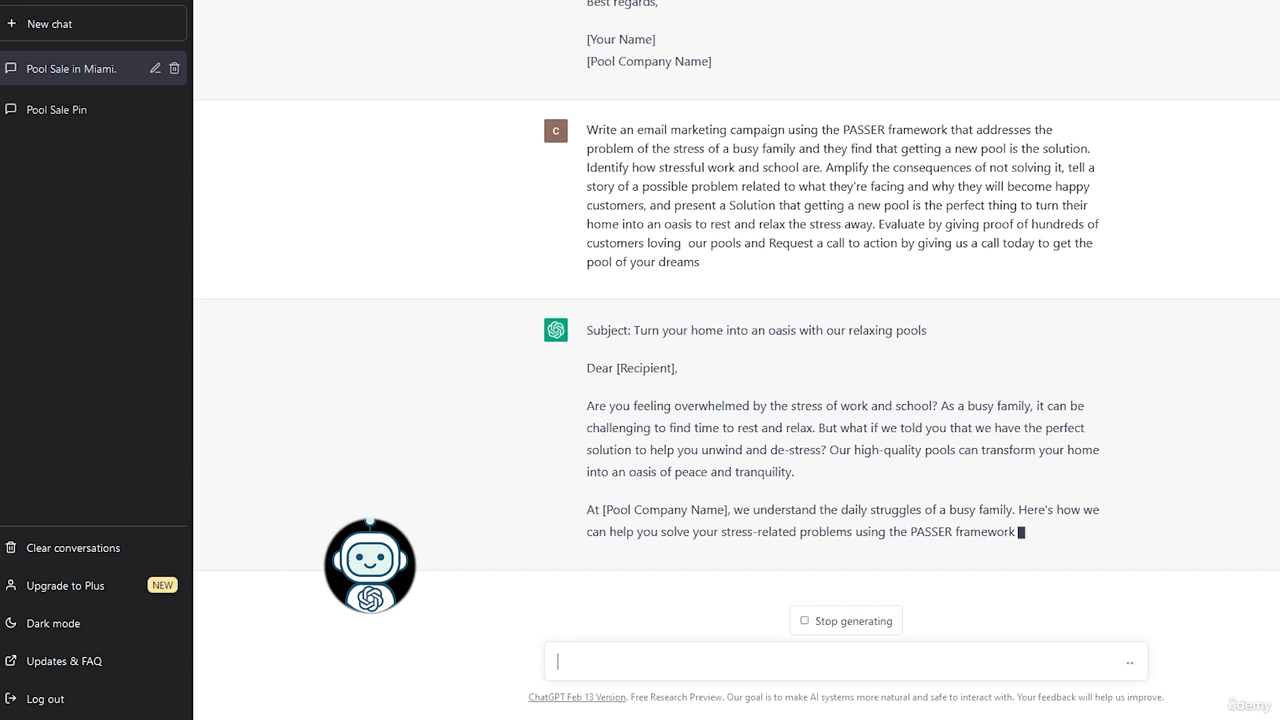 New chat
Pool Sale in Miami.
Pool Sale Pin
Clear conversations
Upgrade to Plus
NEW
Dark mode
Updates & FAQ
Log out
Best regards,
[Your Name]
[Pool Company Name]
C
Write an email marketing campaign using the PASSER framework that addresses the
problem of the stress of a busy family and they find that getting a new pool is the solution.
Identify how stressful work and school are. Amplify the consequences of not solving it, tell a
story of a possible problem related to what they're facing and why they will become happy
customers, and present a Solution that getting a new pool is the perfect thing to turn their
home into an oasis to rest and relax the stress away. Evaluate by giving proof of hundreds of
customers loving  our pools and Request a call to action by giving us a call today to get the
pool of your dreams
Subject: Turn your home into an oasis with our relaxing pools
Dear [Recipient],
Are you feeling overwhelmed by the stress of work and school? As a busy family, it can be
challenging to find time to rest and relax. But what if we told you that we have the perfect
solution to help you unwind and de-stress? Our high-quality pools can transform your home
into an oasis of peace and tranquility.
At [Pool Company Name], we understand the daily struggles of a busy family. Here's how we
can help you solve your stress-related problems using the PASSER framework
Stop generating
ChatGPT Feb 13 Version. Free Research Preview. Our goal is to make AI systems more natural and safe to interact with. Your feedback will help us improve.
ûdemy